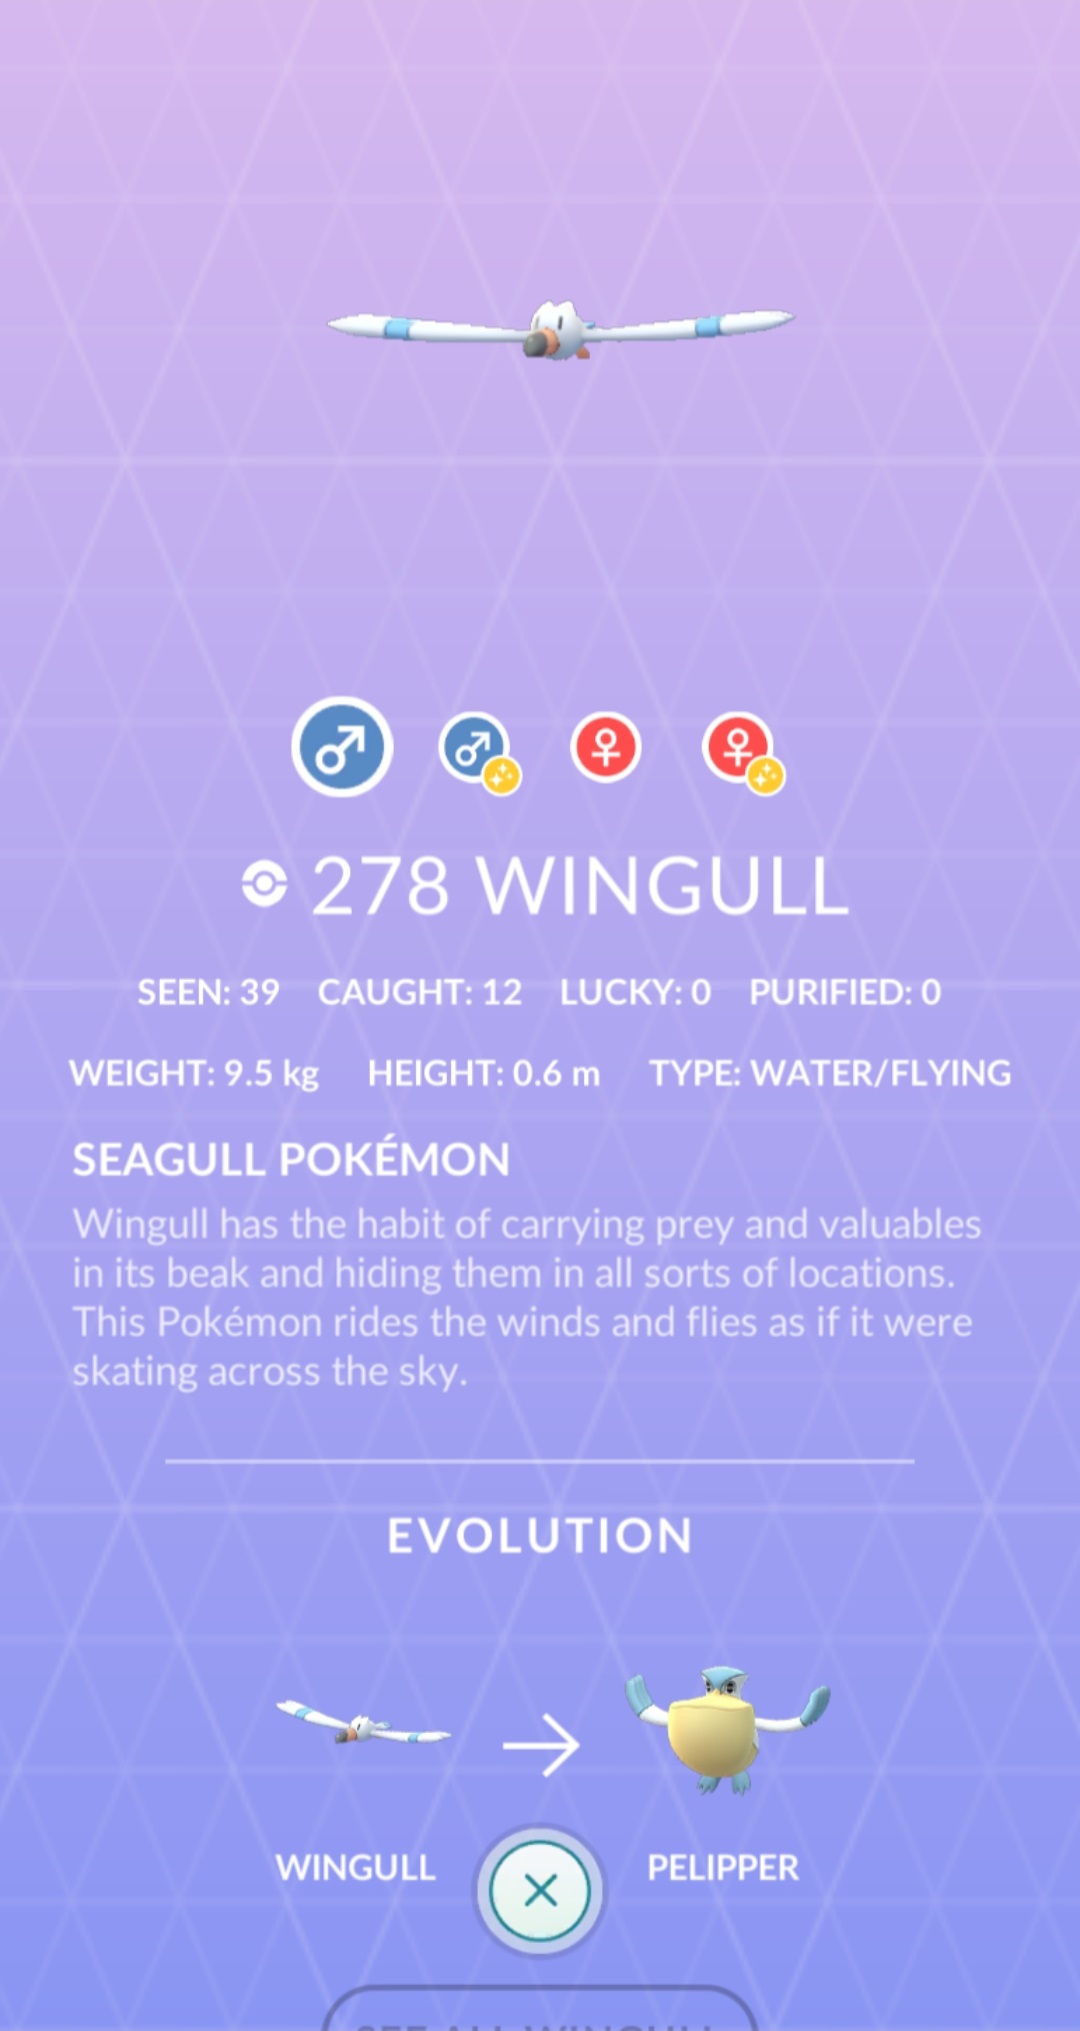 278 WINGULL
SEEN: 39 CAUGHT: 12 LUCKY: 0 PURIFIED: 0
WEIGHT: 9.5 kg HEIGHT: 0.6 m TYPE: WATER/FLYING
SEAGULL POKÉMON
Wingull has the habit of carrying prey and valuables
in its beak and hiding them in all sorts of locations.
This Pokémon rides the winds and flies as if it were
skating across the sky.
EVOLUTION
WINGULL PELIPPER
SEE ALL WINGULL